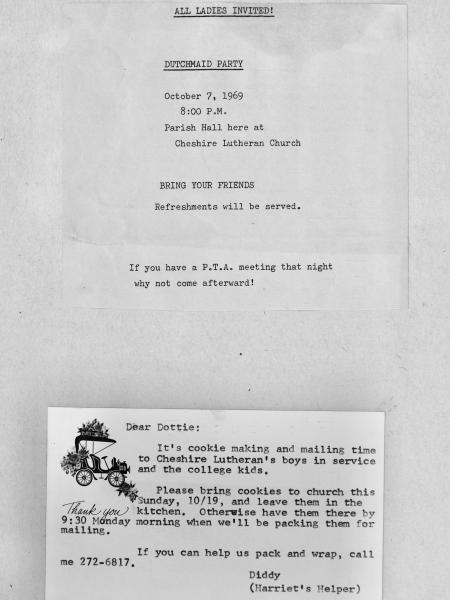 ALL LADIES INVITED!
DUTCHMAID PARTY
October 7, 1969
8:00 P.M.
Parish Hall here at
Cheshire Lutheran Church
BRING YOUR FRIENDS
Refreshments will be served.
If you have a P.T.A. meeting that night
why not come afterward!
Dear Dottie:
It's cookie making and mailing time
to Cheshire Lutheran's boys in service
and the college kids.
Please bring cookies to church this
Sunday, 10/19, and leave them in the
Thank you kitchen. Otherwise have them there by
9:30 Monday morning when we'll be packing them for
mailing.
If you can help us pack and wrap, call
me 272-6817.
Diddy
(Harriet's Helper)